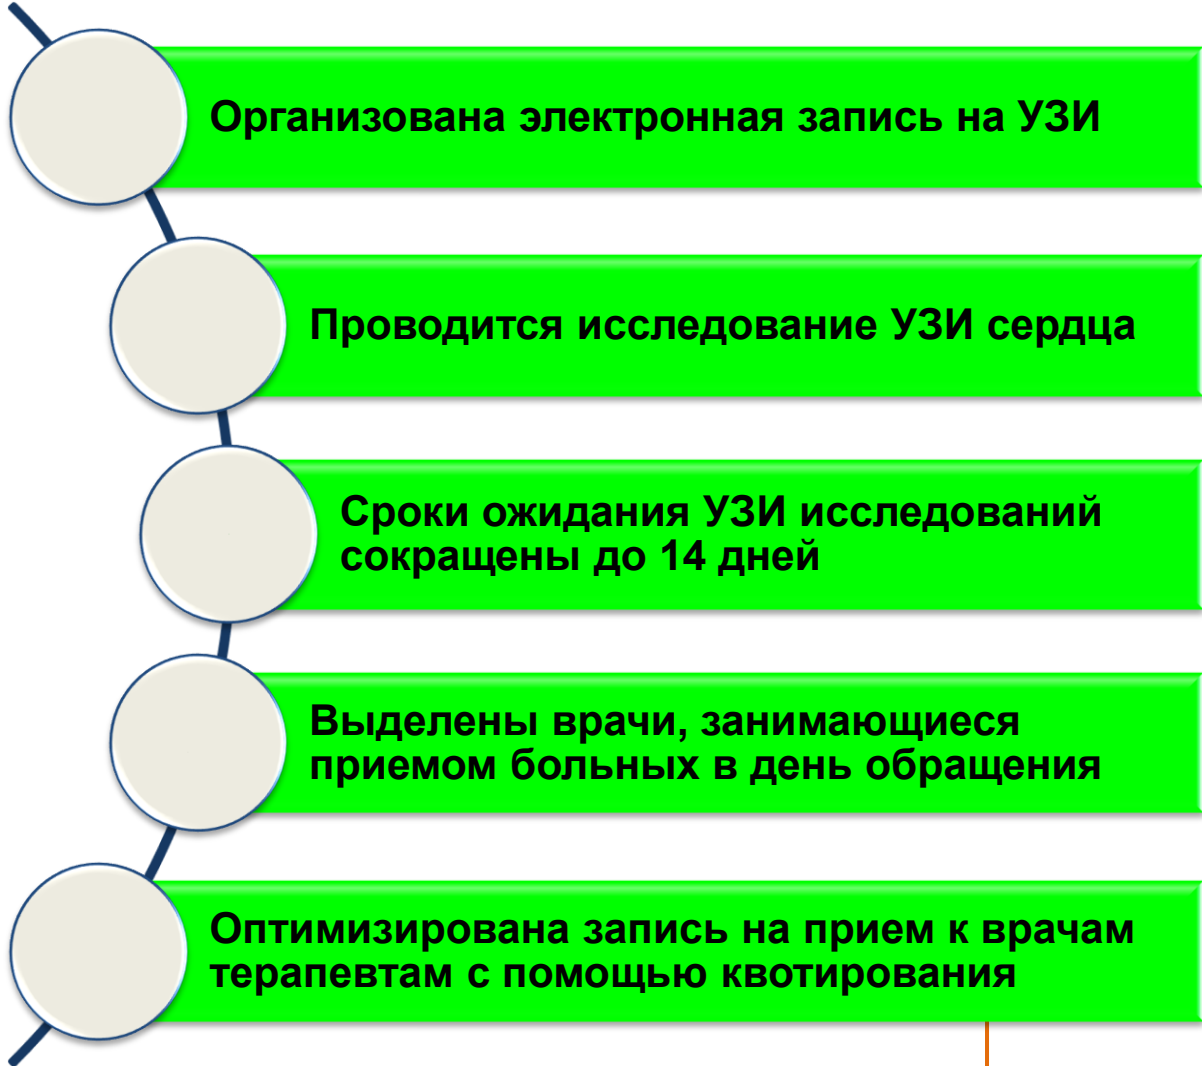 Организована электронная запись на УЗИ
Проводится исследование УЗИ сердца
Сроки ожидания УЗИ исследований
сокращены до 14 дней
Выделены врачи, занимающиеся
приемом больных в день обращения
Оптимизирована запись на прием к врачам
терапевтам с помощью квотирования